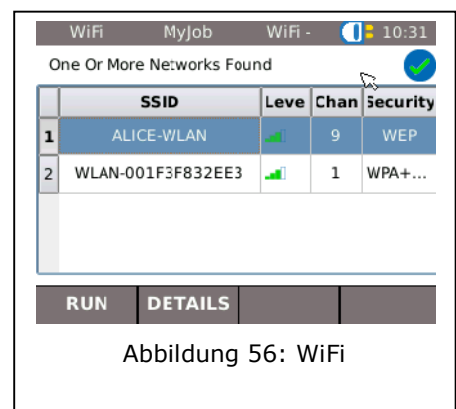 WiFi MyJob WiFi - 10:31
One Or More Networks Found
SSID Leve Chan Security
1 ALICE-WLAN 9 WEP
2 WLAN-001F3F832EE3 1 WPA+...
RUN DETAILS
Abbildung 56: WiFi